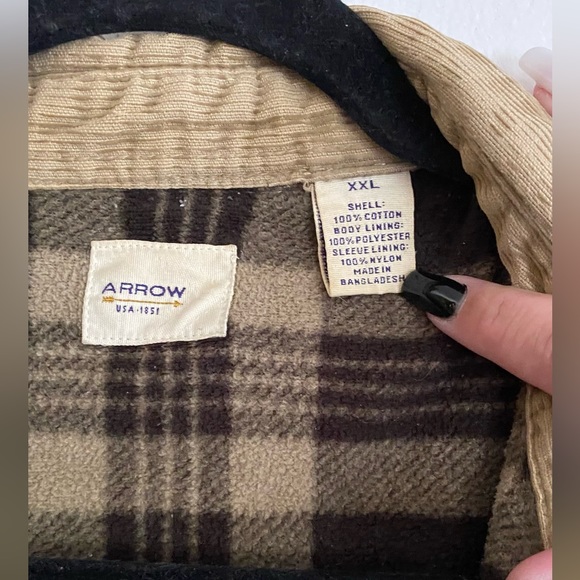 ARROW
USA·1851
XXL
SHELL:
100% COTTON
BODY LINING:
100% POLYESTER
SLEEVE LINING:
100% NYLON
MADE IN
BANGLADESH